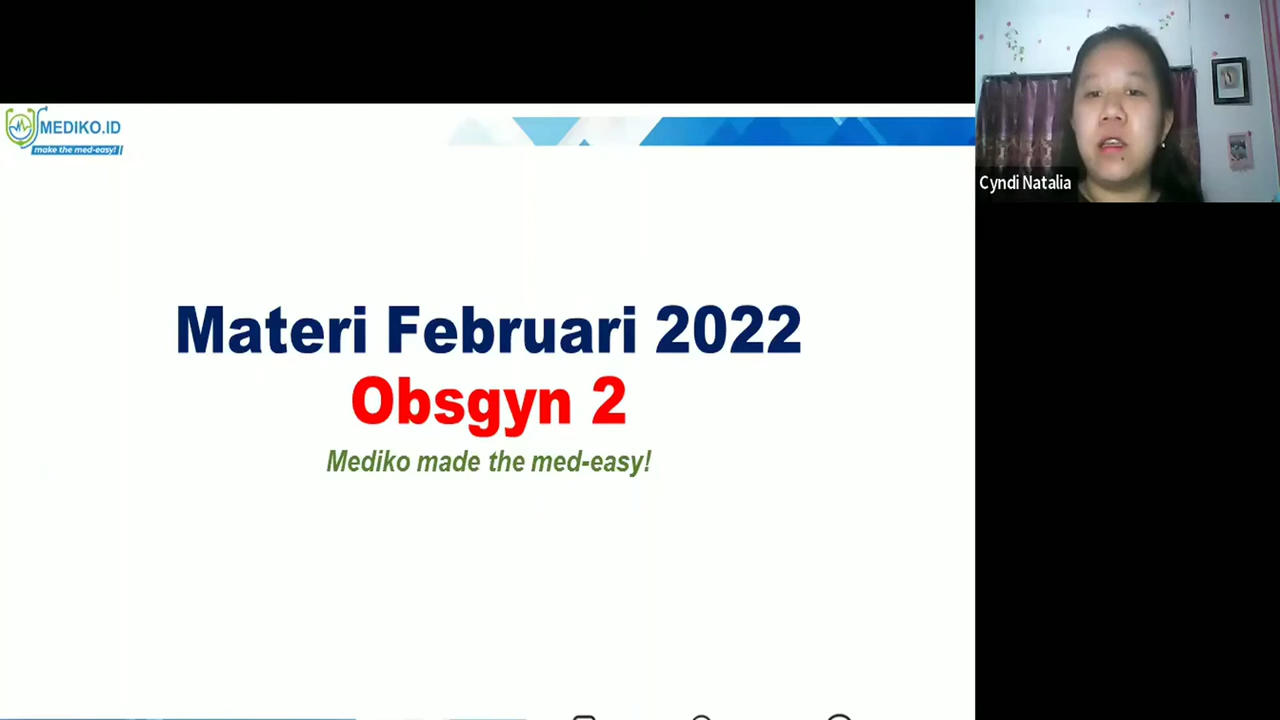 MEDIKO.ID
make the med-easy! ||
Materi Februari 2022
Obsgyn 2
Mediko made the med-easy!
Cyndi Natalia